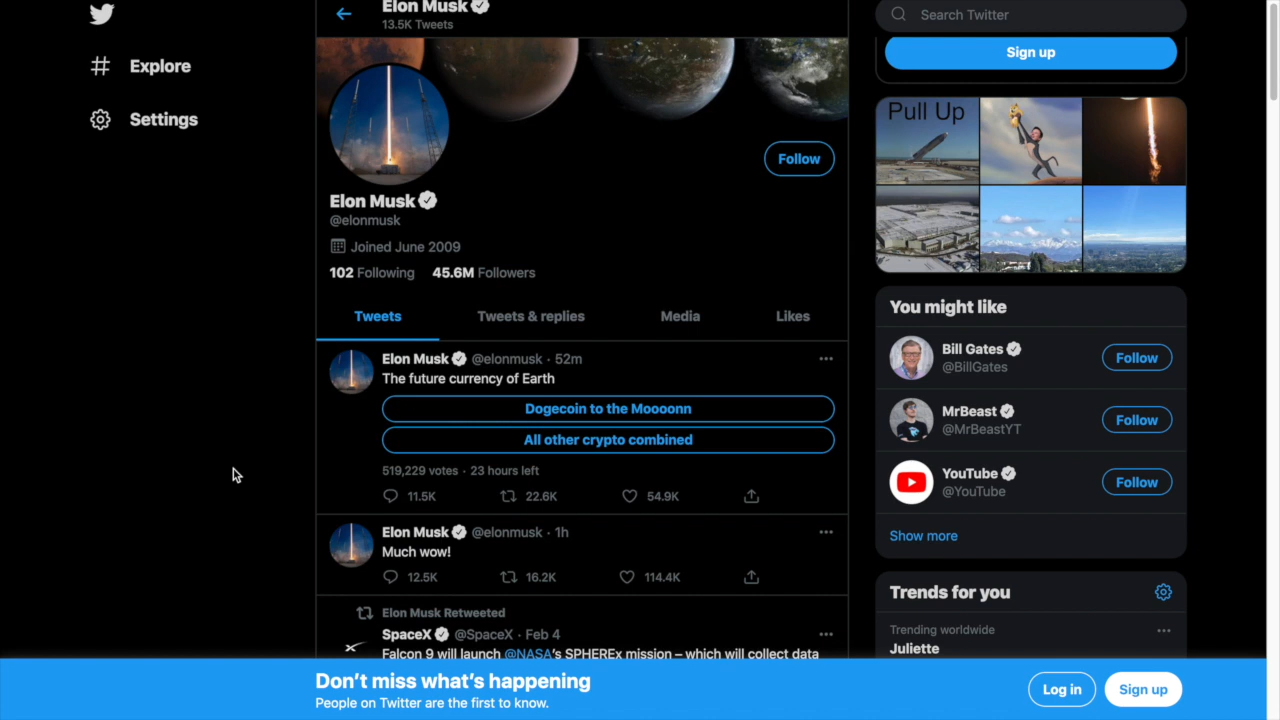 Elon Musk
13.5K Tweets
Search Twitter
Sign up
Explore
Settings
Follow
Elon Musk
@elonmusk
Joined June 2009
102 Following 45.6M Followers
Tweets Tweets & replies Media Likes
Elon Musk @elonmusk · 52m
The future currency of Earth
Dogecoin to the Moooonn
All other crypto combined
519,229 votes · 23 hours left
11.5K 22.6K 54.9K
Elon Musk @elonmusk · 1h
Much wow!
12.5K 16.2K 114.4K
Elon Musk Retweeted
SpaceX @SpaceX · Feb 4
Falcon 9 will launch @NASA's SPHEREx mission – which will collect data
Pull Up
You might like
Bill Gates
@BillGates
Follow
MrBeast
@MrBeastYT
Follow
YouTube
@YouTube
Follow
Show more
Trends for you
Trending worldwide
Juliette
Don't miss what's happening
People on Twitter are the first to know.
Log in
Sign up